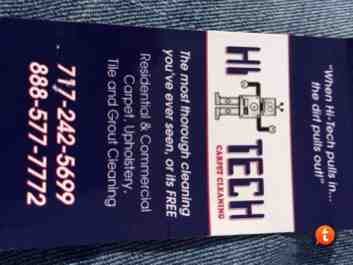 "When Hi-Tech pulls in...
the dirt pulls out!"
HI TECH
CARPET CLEANING
The most thorough cleaning
you've ever seen, or its FREE
Residential & Commercial
Carpet, Upholstery,
Tile and Grout Cleaning
717-242-5699
888-577-7772